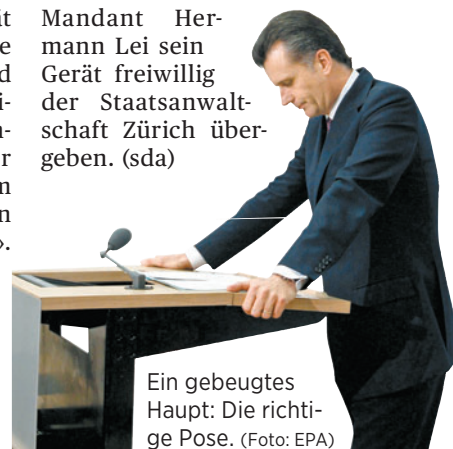 ät
e
d
i-
n-
r
m
n
».
Mandant Her-
mann Lei sein
Gerät freiwillig
der Staatsanwalt-
schaft Zürich über-
geben. (sda)
Ein gebeugtes
Haupt: Die richti-
ge Pose. (Foto: EPA)